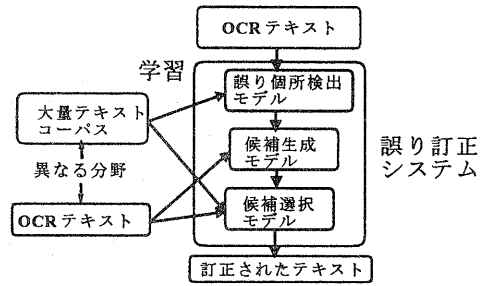 OCRテキスト
学習
誤り個所検出
モデル
大量テキスト
コーパス
候補生成
モデル
誤り訂正
システム
異なる分野
候補選択
モデル
OCRテキスト
訂正されたテキスト